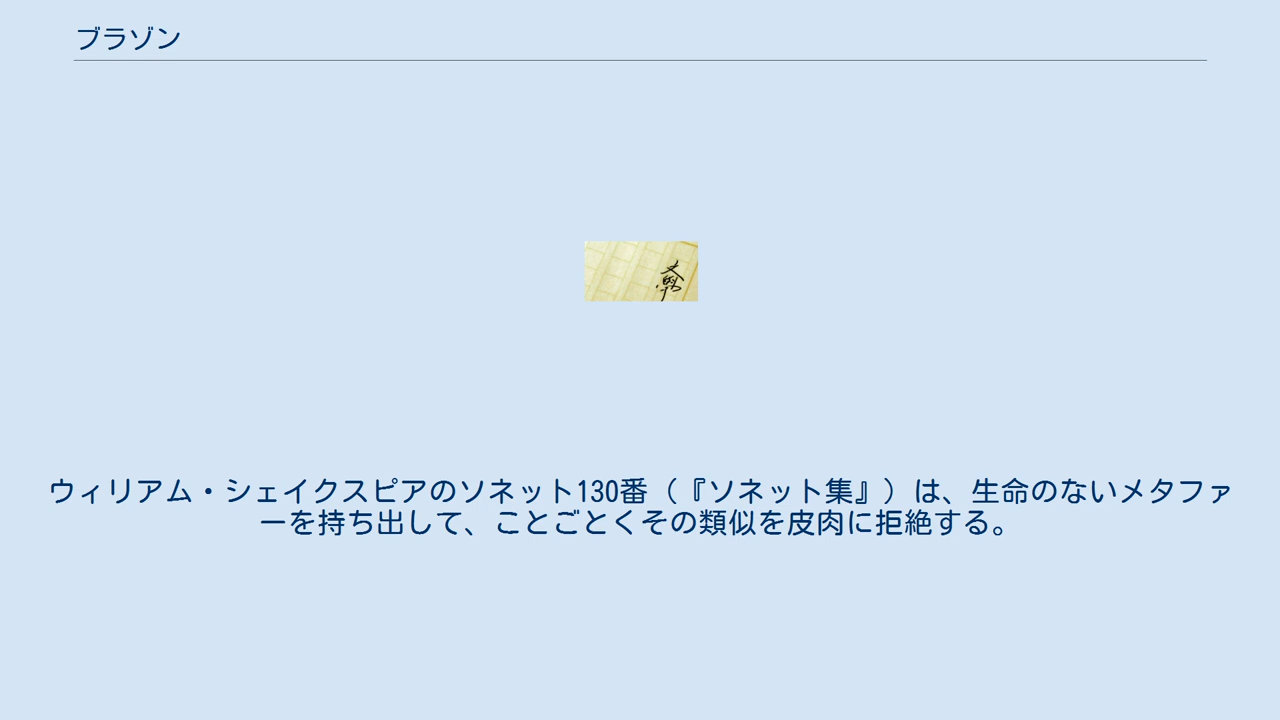 ブラゾン
ウィリアム・シェイクスピアのソネット130番（『ソネット集』）は、生命のないメタファ
ーを持ち出して、ことごとくその類似を皮肉に拒絶する。